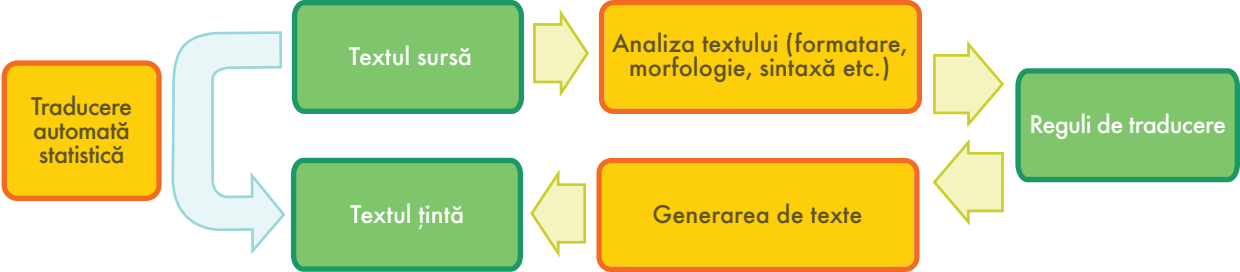 Traducere
automată
statistică
Textul sursă
Analiza textului (formatare,
morfologie, sintaxă etc.)
Reguli de traducere
Generarea de texte
Textul țintă